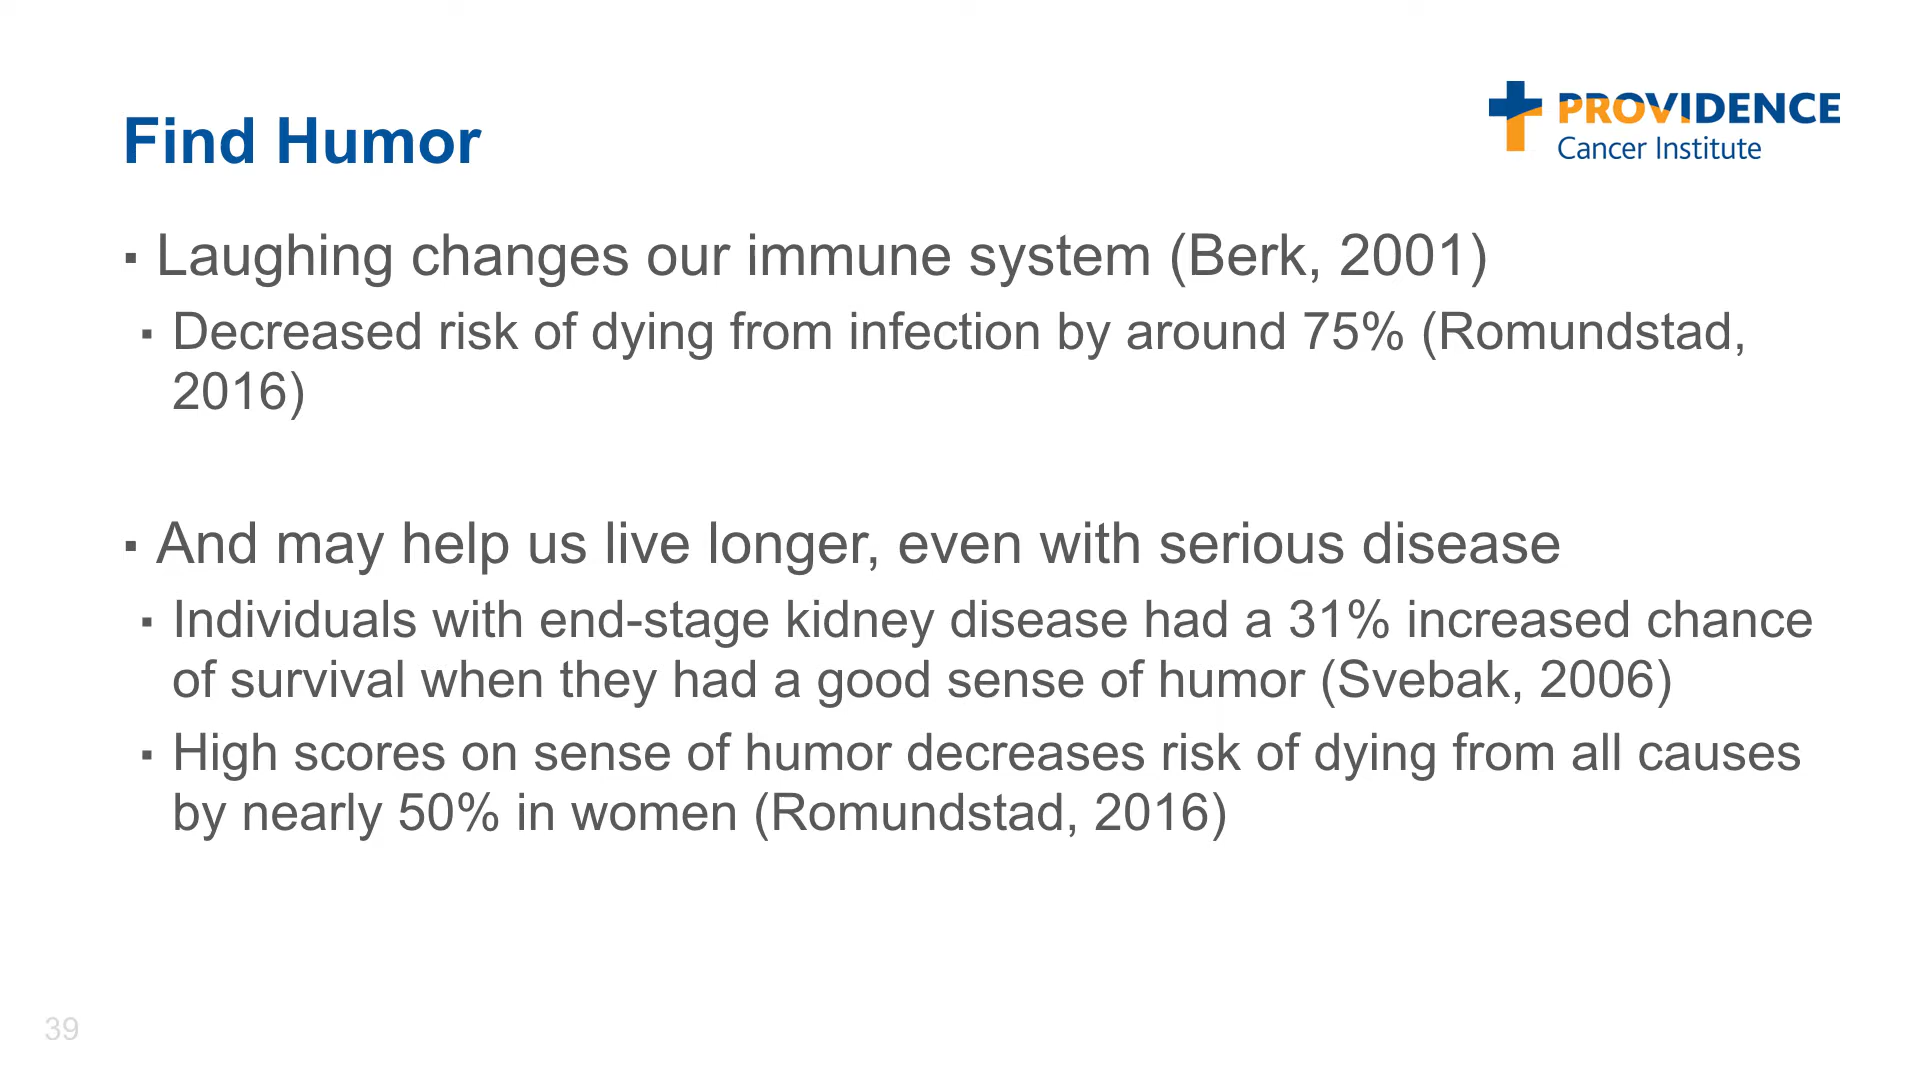 PROVIDENCE
Cancer Institute
Find Humor
▪ Laughing changes our immune system (Berk, 2001)
▪ Decreased risk of dying from infection by around 75% (Romundstad,
2016)
▪ And may help us live longer, even with serious disease
▪ Individuals with end-stage kidney disease had a 31% increased chance
of survival when they had a good sense of humor (Svebak, 2006)
▪ High scores on sense of humor decreases risk of dying from all causes
by nearly 50% in women (Romundstad, 2016)
39